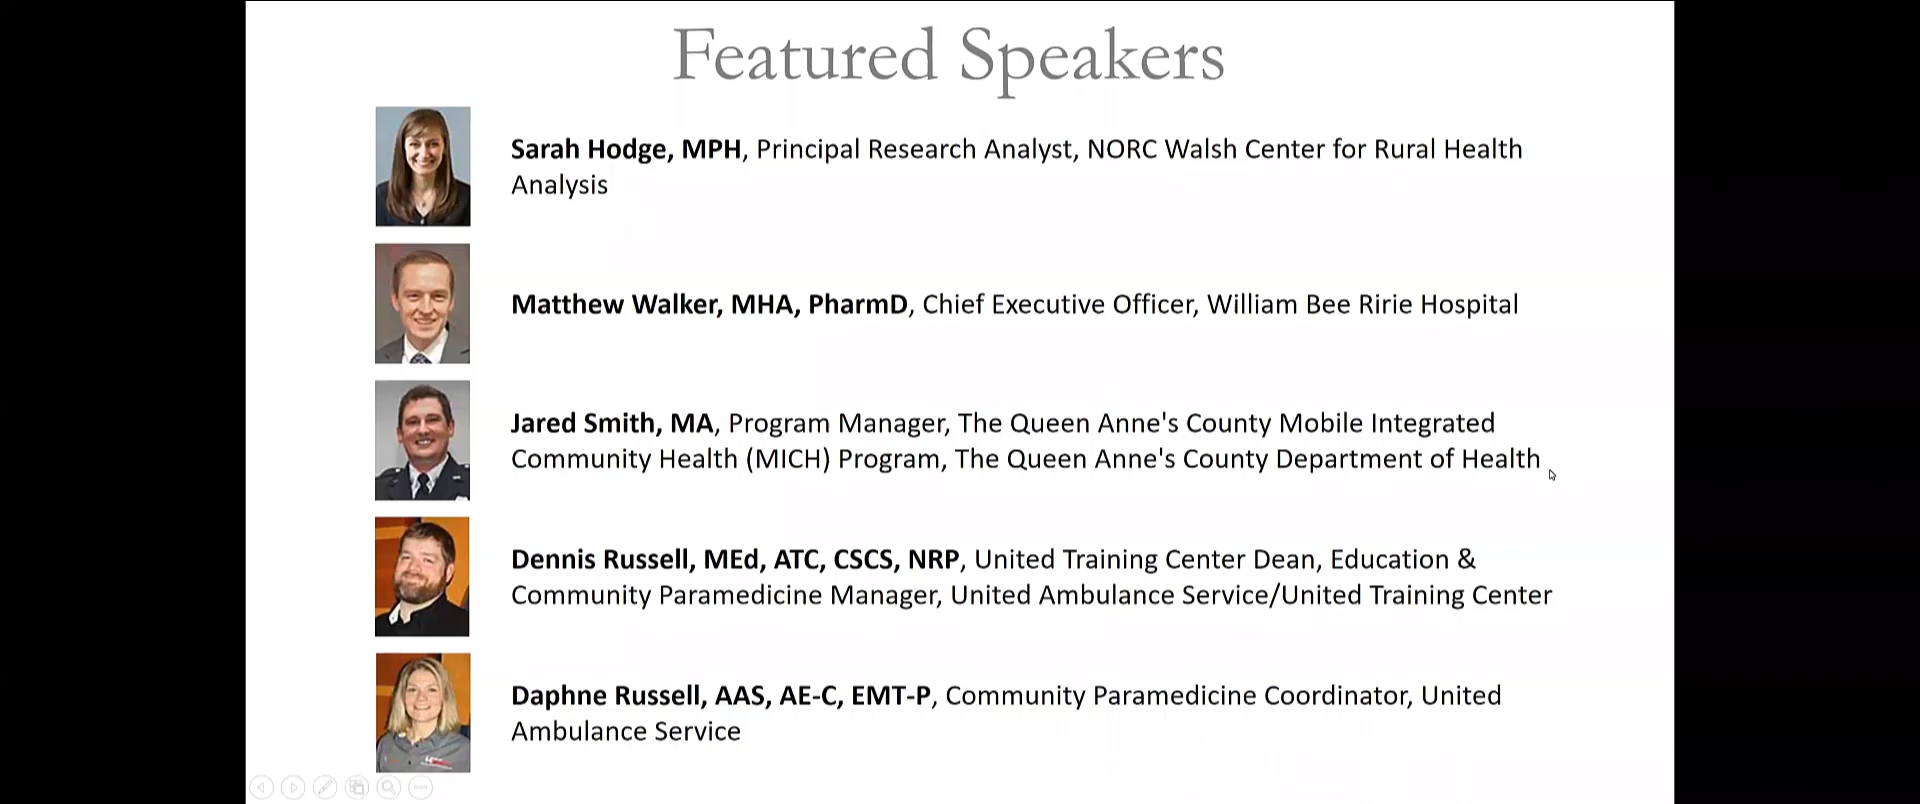 Featured Speakers
Sarah Hodge, MPH, Principal Research Analyst, NORC Walsh Center for Rural Health
Analysis
Matthew Walker, MHA, PharmD, Chief Executive Officer, William Bee Ririe Hospital
Jared Smith, MA, Program Manager, The Queen Anne's County Mobile Integrated
Community Health (MICH) Program, The Queen Anne's County Department of Health
Dennis Russell, MEd, ATC, CSCS, NRP, United Training Center Dean, Education &
Community Paramedicine Manager, United Ambulance Service/United Training Center
Daphne Russell, AAS, AE-C, EMT-P, Community Paramedicine Coordinator, United
Ambulance Service